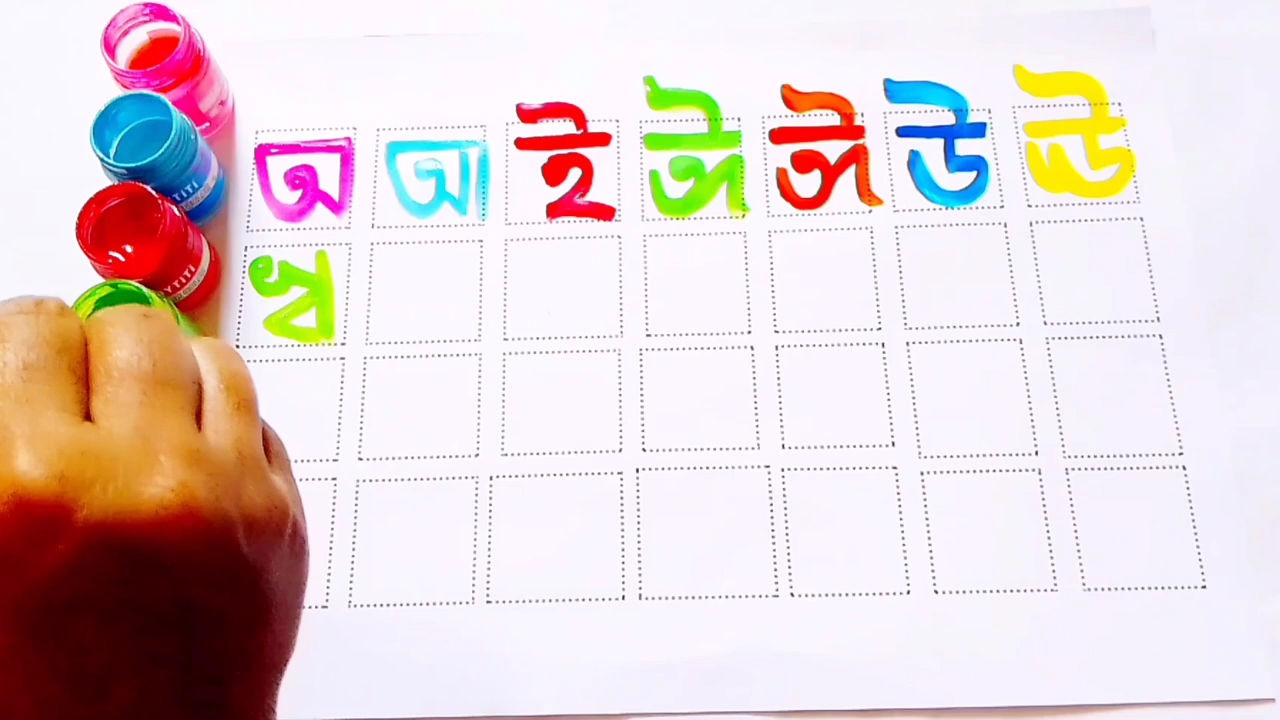 অ আ ই ঈ ঈ উ ঊ
ঋ